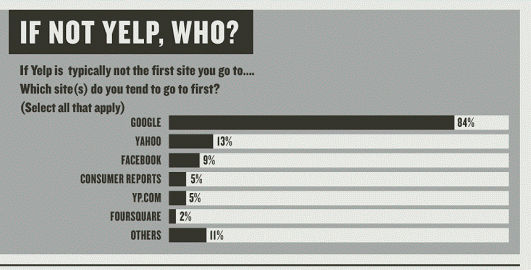 IF NOT YELP, WHO?
If Yelp is typically not the first site you go to....
Which site(s) do you tend to go to first?
(Select all that apply)
GOOGLE 84%
YAHOO 13%
FACEBOOK 9%
CONSUMER REPORTS 5%
YP.COM 5%
FOURSQUARE 2%
OTHERS 11%